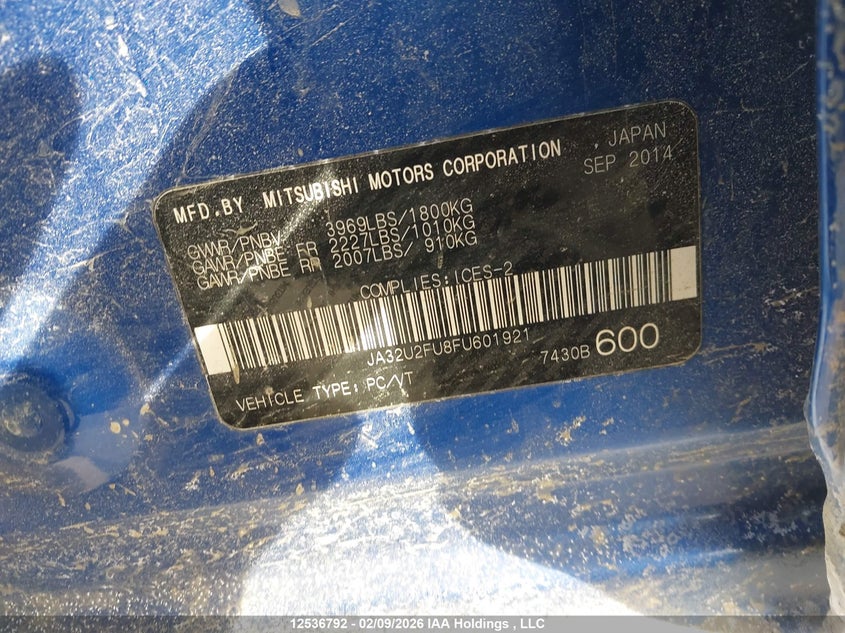 MFD.BY MITSUBISHI MOTORS CORPORATION , JAPAN
SEP 2014
GVWR/PNBV 3969LBS/1800KG
GAWR/PNBE FR 2227LBS/1010KG
GAWR/PNBE RR 2007LBS/ 910KG
COMPLIES:ICES-2
JA32U2FU8FU601921
7430B 600
VEHICLE TYPE: PC/VT
12536792 - 02/09/2026 IAA Holdings , LLC